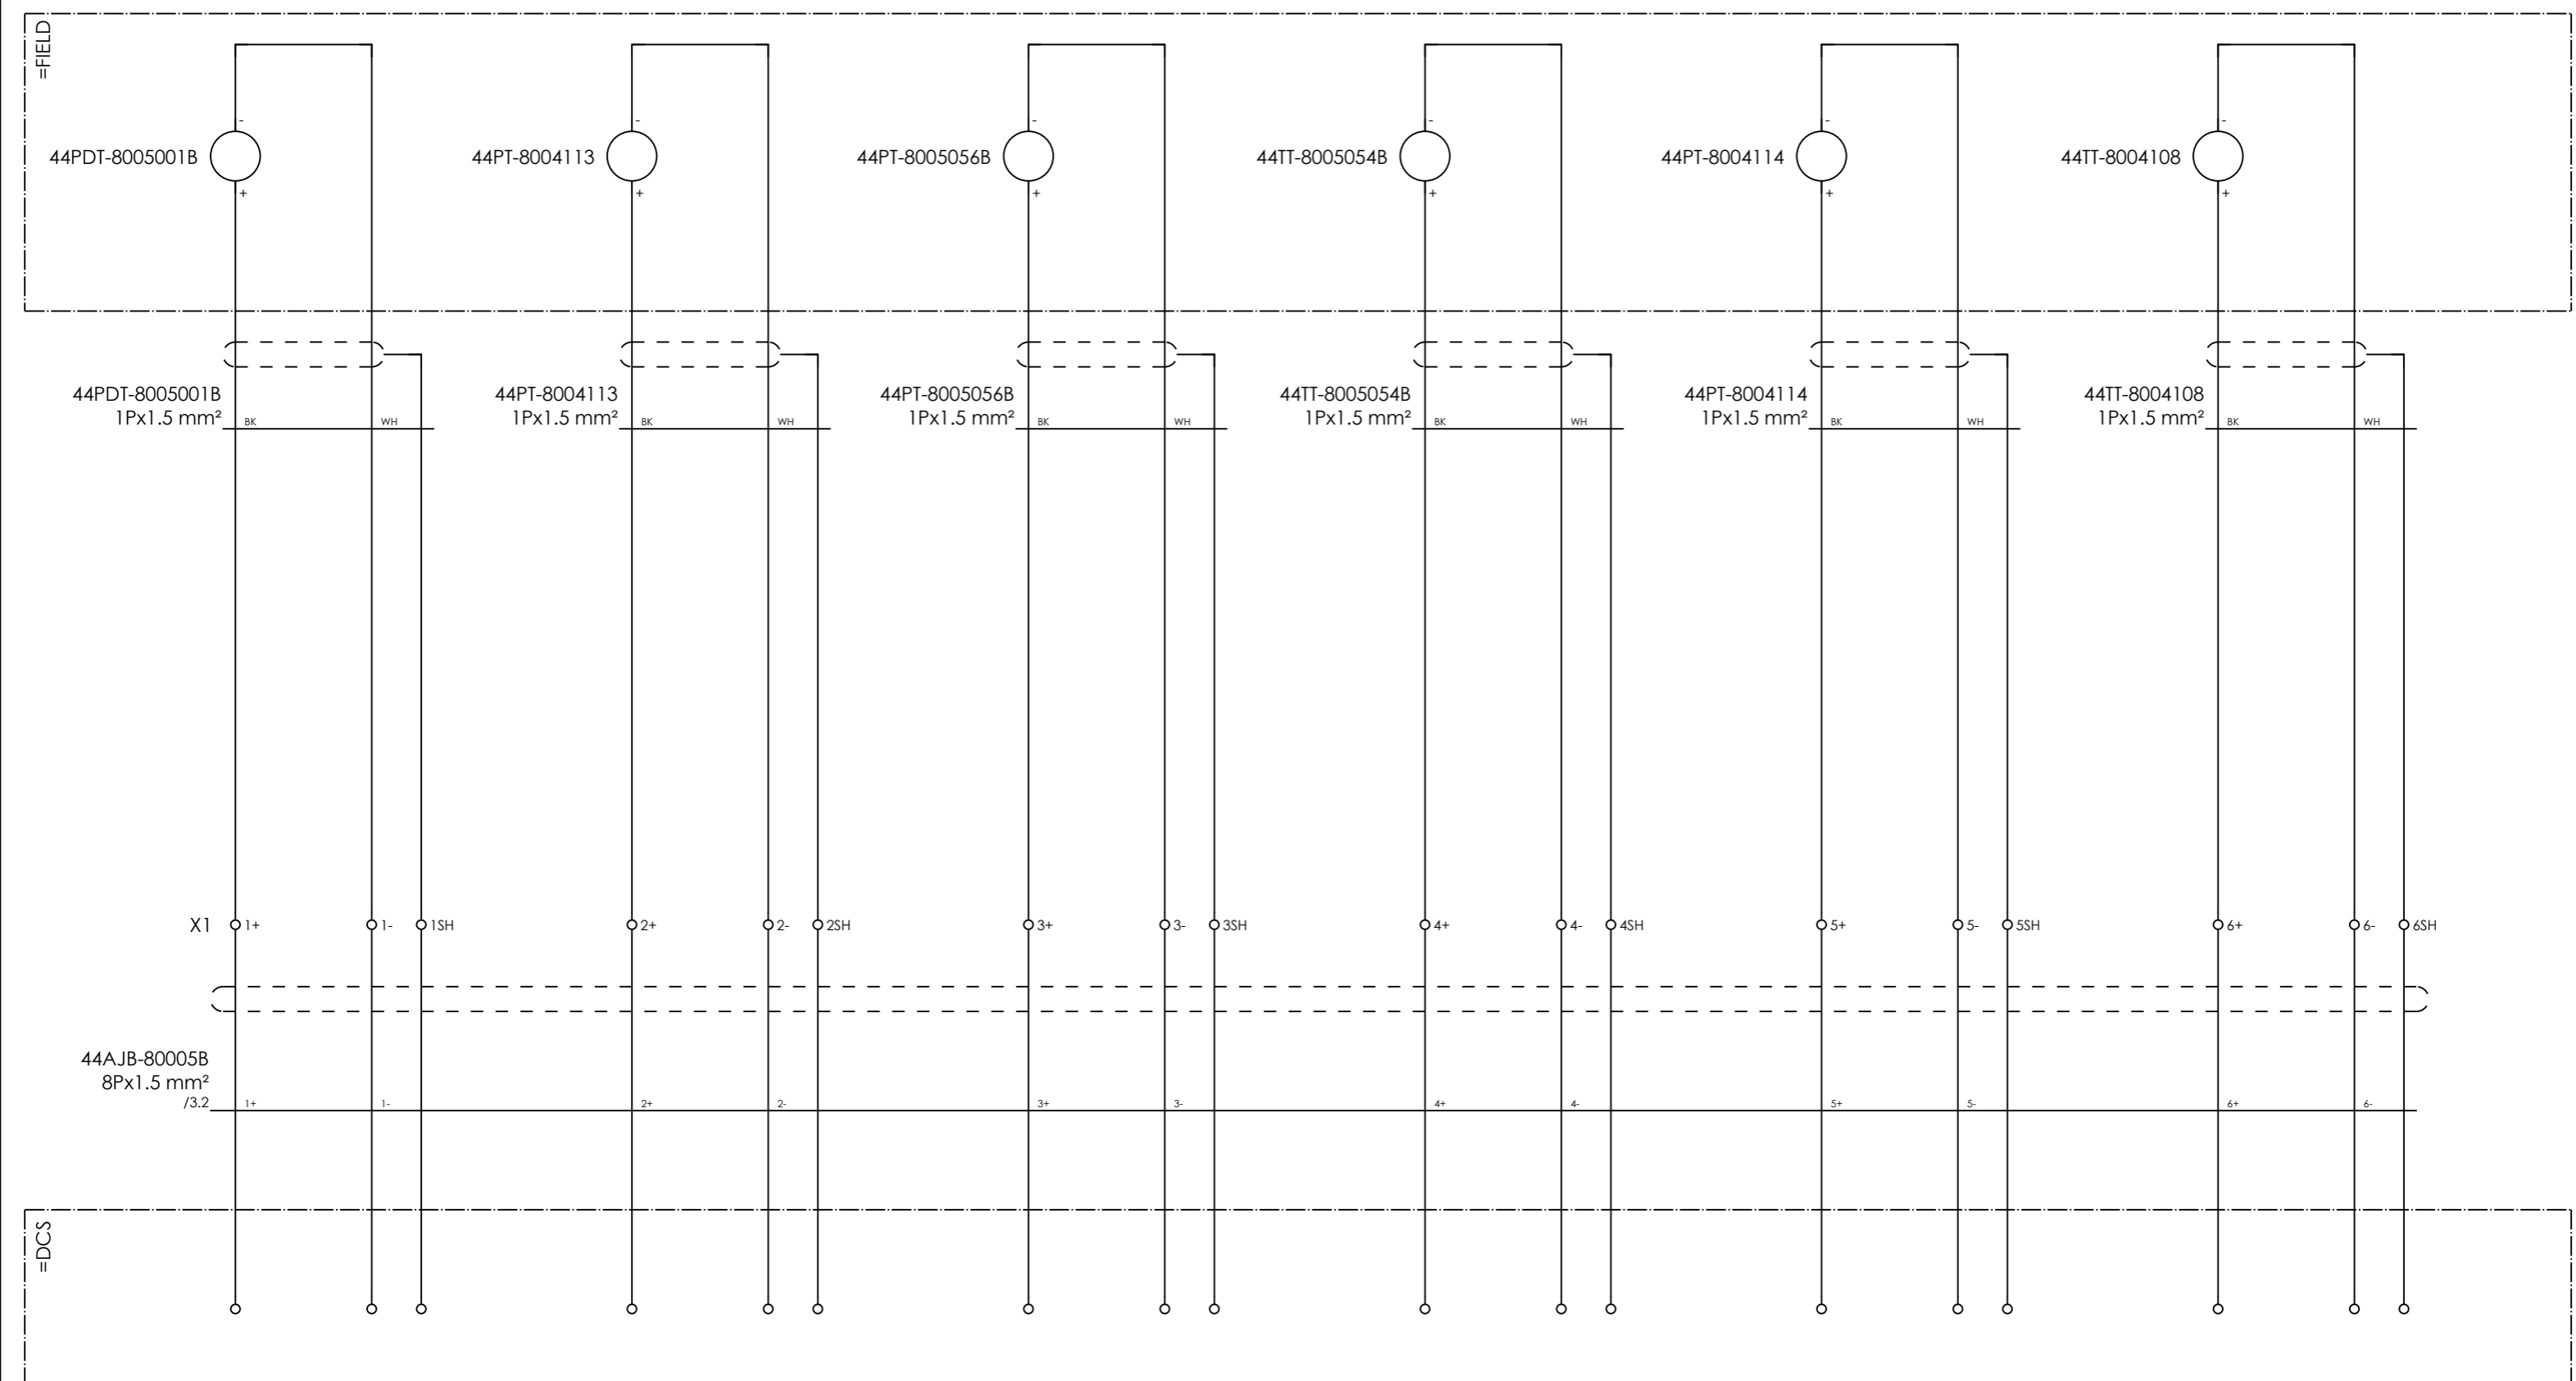 =FIELD
- - - - - -
44PDT-8005001B 44PT-8004113 44PT-8005056B 44TT-8005054B 44PT-8004114 44TT-8004108
+ + + + + +
44PDT-8005001B 44PT-8004113 44PT-8005056B 44TT-8005054B 44PT-8004114 44TT-8004108
1Px1.5 mm² BK WH 1Px1.5 mm² BK WH 1Px1.5 mm² BK WH 1Px1.5 mm² BK WH 1Px1.5 mm² BK WH 1Px1.5 mm² BK WH
X1 1+ 1- 1SH 2+ 2- 2SH 3+ 3- 3SH 4+ 4- 4SH 5+ 5- 5SH 6+ 6- 6SH
44AJB-80005B
8Px1.5 mm²
/3.2 1+ 1- 2+ 2- 3+ 3- 4+ 4- 5+ 5- 6+ 6-
=DCS